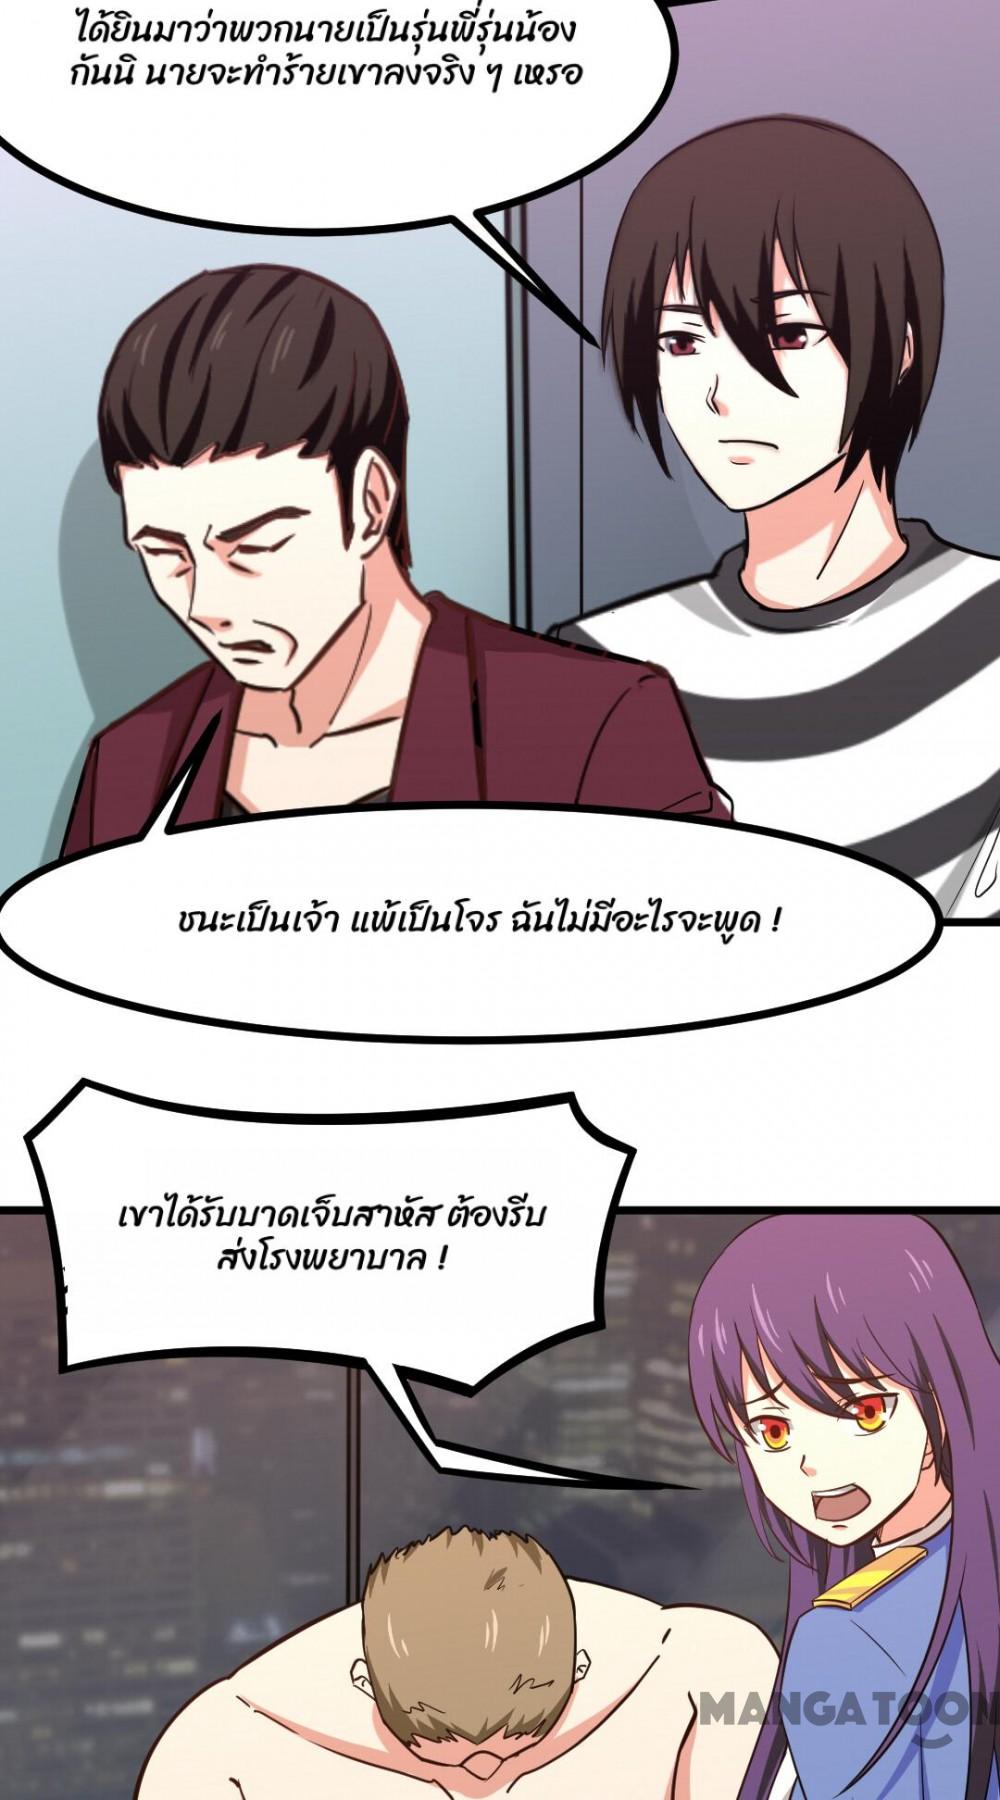 ได้ยินมาว่าพวกนายเป็นรุ่นพี่รุ่นน้อง
กันนิ นายจะทำร้ายเขาลงจริง ๆ เหรอ
ชนะเป็นเจ้า แพ้เป็นโจร ฉันไม่มีอะไรจะพูด !
เขาได้รับบาดเจ็บสาหัส ต้องรีบ
ส่งโรงพยาบาล !
MANGATOON